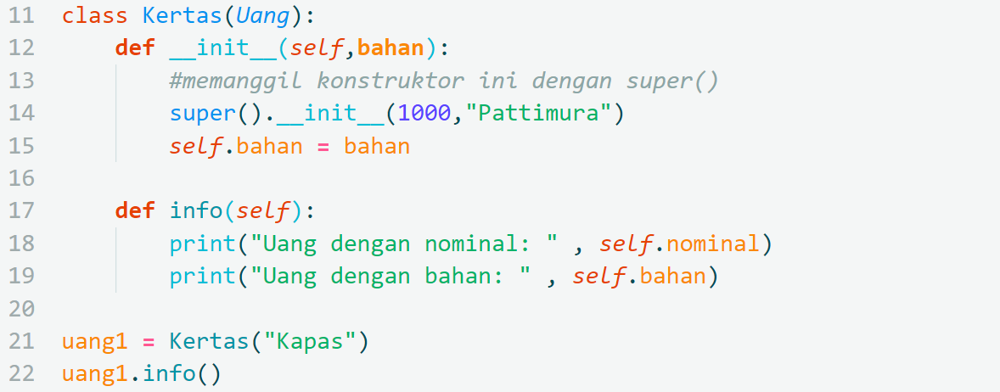 11 class Kertas(Uang):
12     def __init__(self,bahan):
13         #memanggil konstruktor ini dengan super()
14         super().__init__(1000,"Pattimura")
15         self.bahan = bahan
16
17     def info(self):
18         print("Uang dengan nominal: " , self.nominal)
19         print("Uang dengan bahan: " , self.bahan)
20
21 uang1 = Kertas("Kapas")
22 uang1.info()